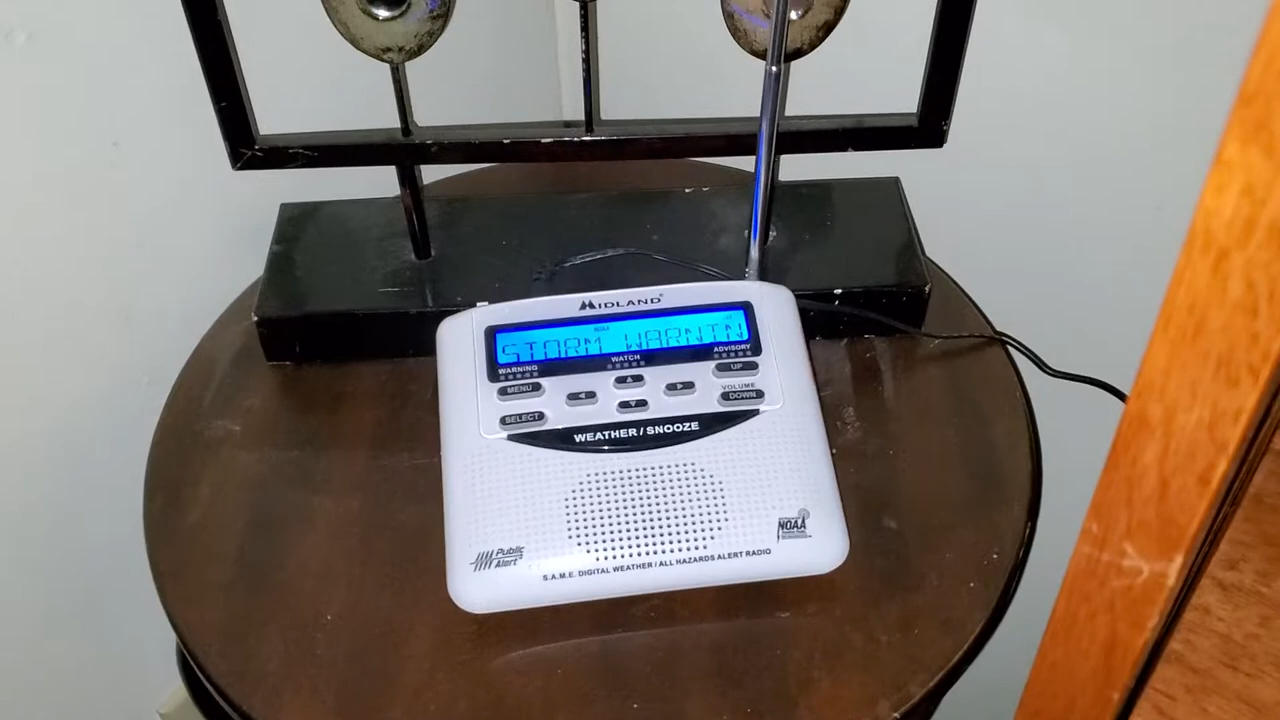 MIDLAND
NOAA
STORM WARNIN
WARNING
WATCH
ADVISORY
MENU
UP
VOLUME
SELECT
DOWN
WEATHER / SNOOZE
Public
Alert
NOAA
S.A.M.E. DIGITAL WEATHER / ALL HAZARDS ALERT RADIO